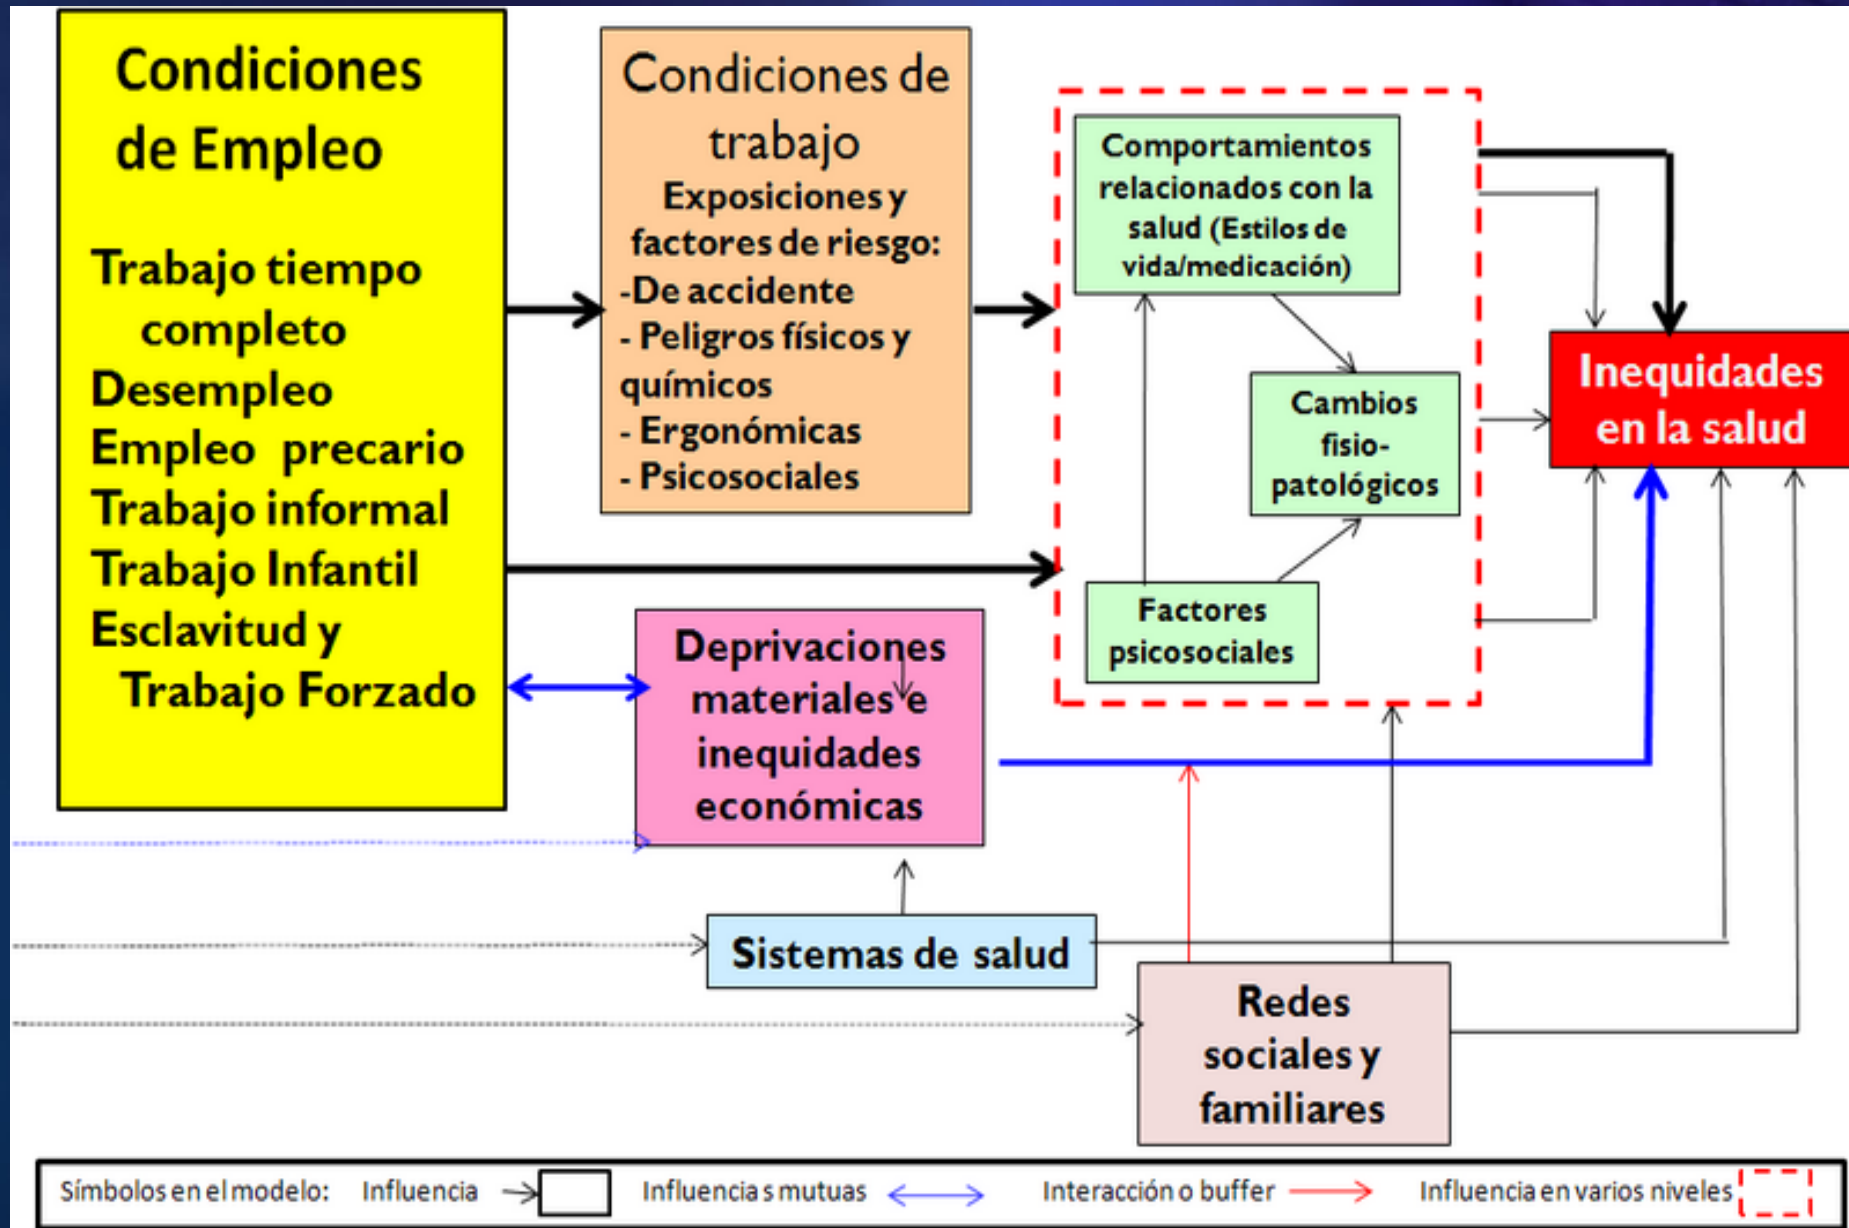 Condiciones
de Empleo
Trabajo tiempo
completo
Desempleo
Empleo precario
Trabajo informal
Trabajo Infantil
Esclavitud y
Trabajo Forzado
Condiciones de
trabajo
Exposiciones y
factores de riesgo:
-De accidente
- Peligros físicos y
químicos
- Ergonómicas
- Psicosociales
Deprivaciones
materiales e
inequidades
económicas
Comportamientos
relacionados con la
salud (Estilos de
vida/medicación)
Cambios
fisio-
patológicos
Factores
psicosociales
Inequidades
en la salud
Sistemas de salud
Redes
sociales y
familiares
Símbolos en el modelo: Influencia Influencia s mutuas Interacción o buffer Influencia en varios niveles